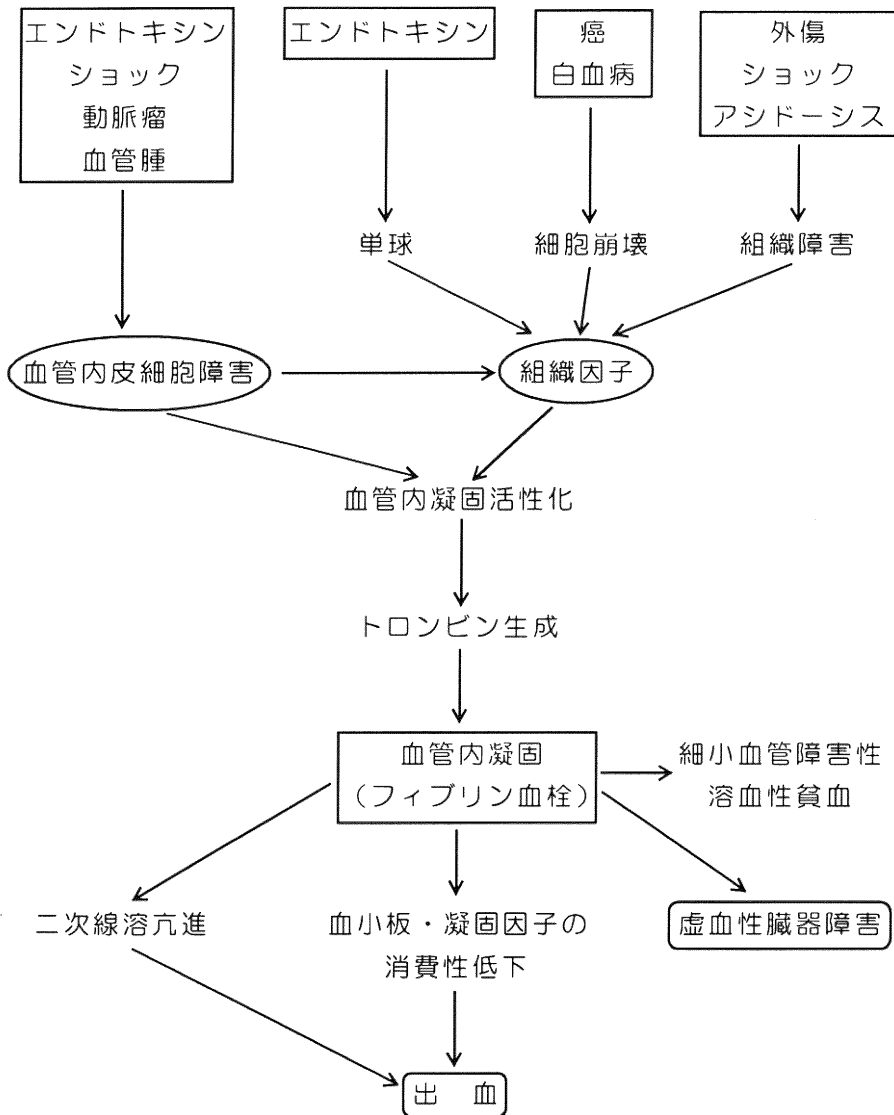 エンドトキシン
ショック
動脈瘤
血管腫
エンドトキシン
癌
白血病
外傷
ショック
アシドーシス
単球
細胞崩壊
組織障害
血管内皮細胞障害
組織因子
血管内凝固活性化
トロンビン生成
血管内凝固
（フィブリン血栓）
細小血管障害性
溶血性貧血
二次線溶亢進
血小板・凝固因子の
消費性低下
虚血性臓器障害
出　血